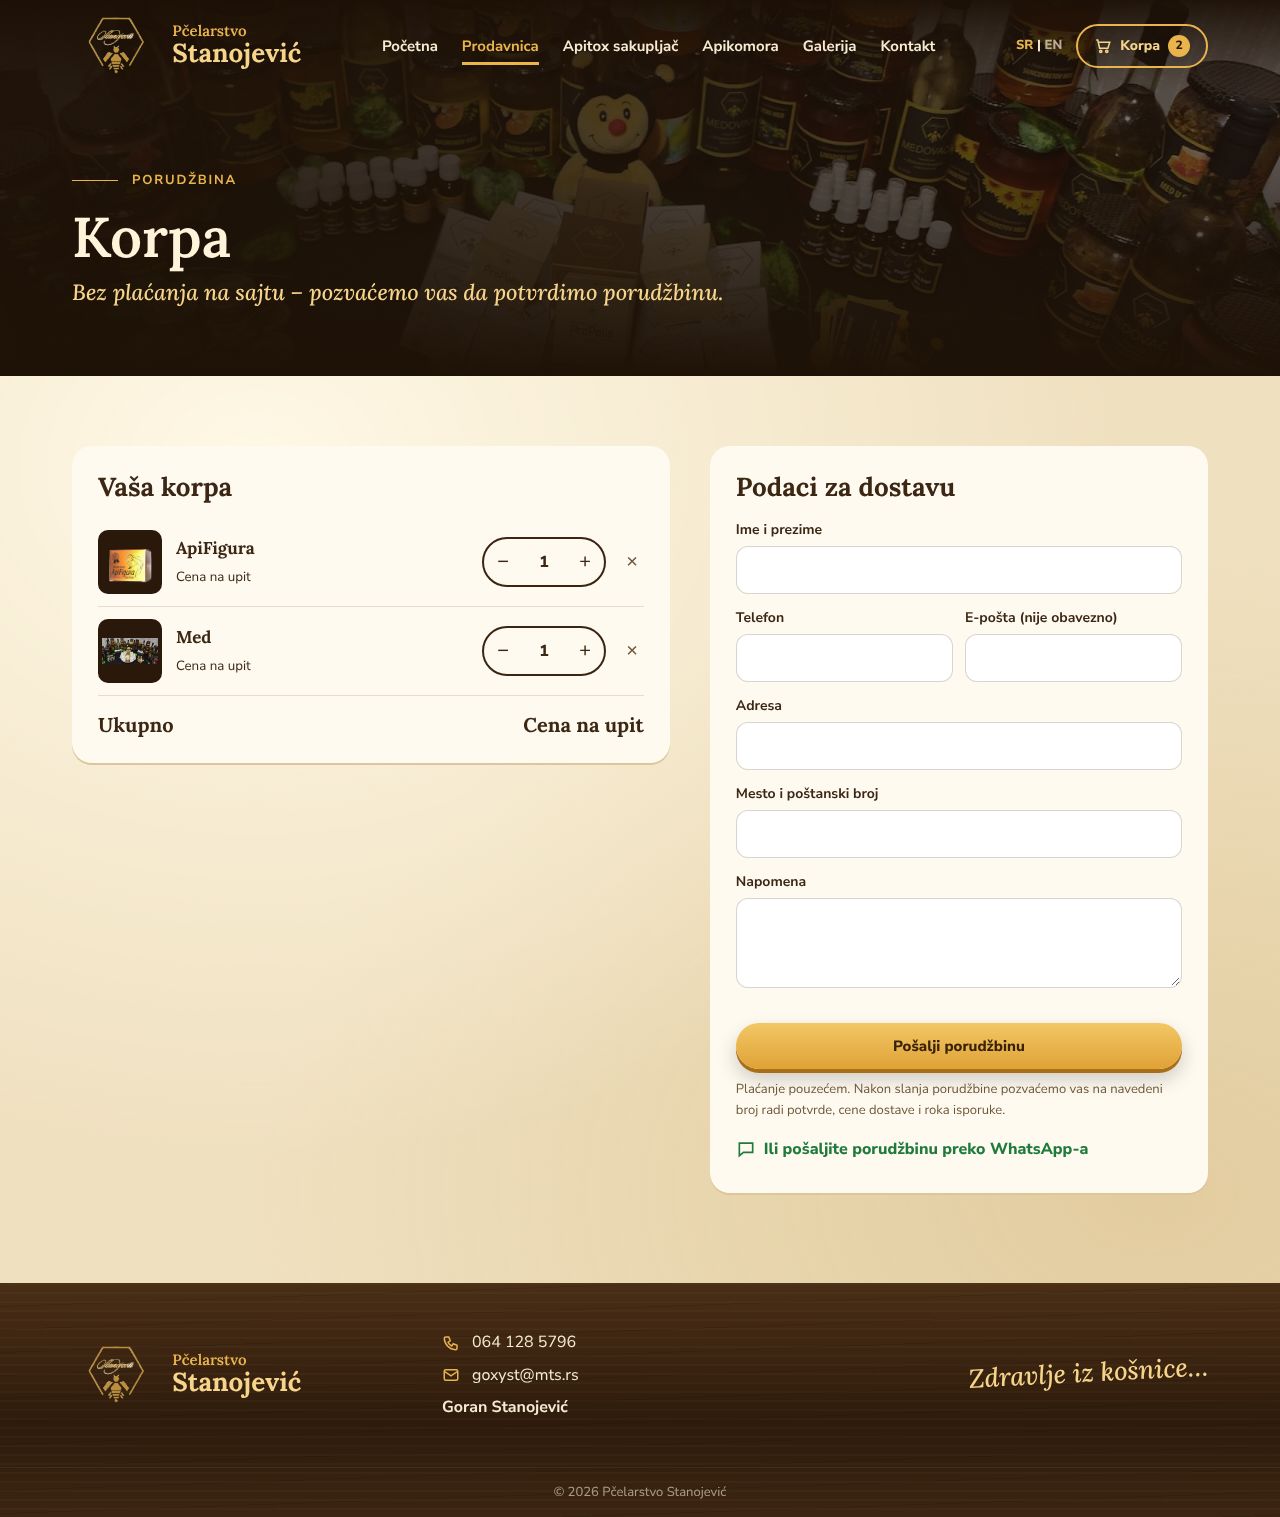 Pčelarstvo
Stanojević
Početna Prodavnica Apitox sakupljač Apikomora Galerija Kontakt
SR | EN
Korpa 2
PORUDŽBINA
Korpa
Bez plaćanja na sajtu – pozvaćemo vas da potvrdimo porudžbinu.
Vaša korpa
ApiFigura
Cena na upit
− 1 + ×
Med
Cena na upit
− 1 + ×
Ukupno Cena na upit
Podaci za dostavu
Ime i prezime
Telefon E-pošta (nije obavezno)
Adresa
Mesto i poštanski broj
Napomena
Pošalji porudžbinu
Plaćanje pouzećem. Nakon slanja porudžbine pozvaćemo vas na navedeni
broj radi potvrde, cene dostave i roka isporuke.
Ili pošaljite porudžbinu preko WhatsApp-a
Pčelarstvo
Stanojević
064 128 5796
goxyst@mts.rs
Goran Stanojević
Zdravlje iz košnice...
© 2026 Pčelarstvo Stanojević